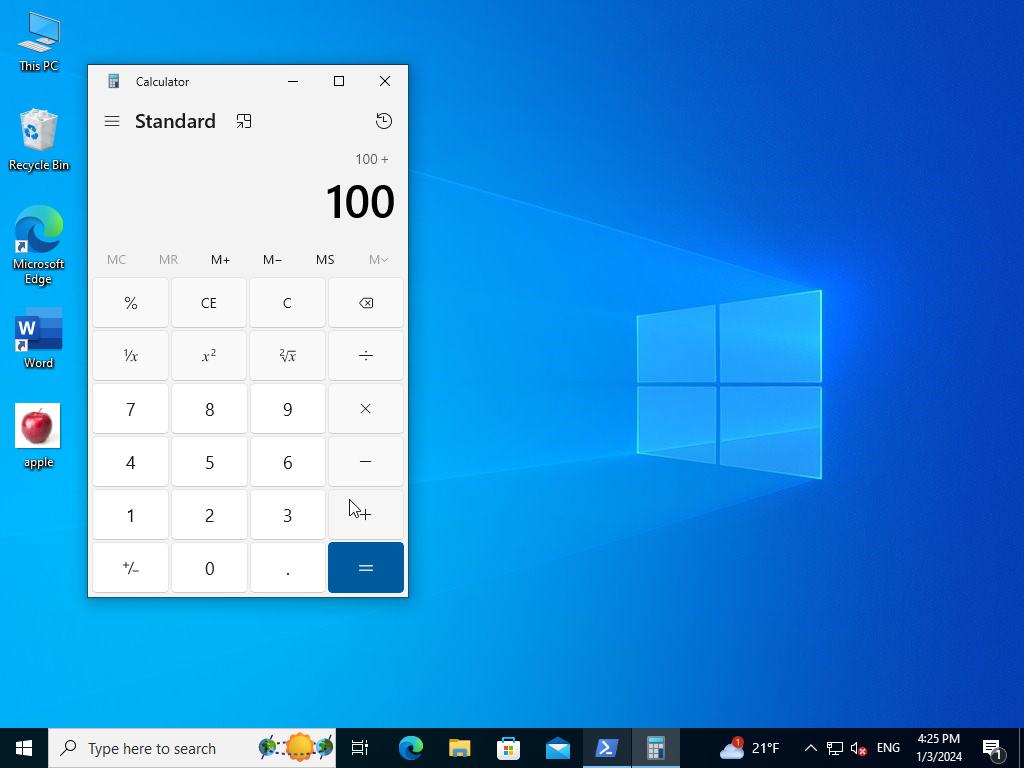 This PC
Recycle Bin
Microsoft
Edge
W
Word
apple
Calculator
Standard
100 +
100
MC MR M+ M− MS M
% CE C
¹/x x² ²√x ÷
7 8 9 ×
4 5 6 −
1 2 3 +
+/− 0 . =
Type here to search
1
21°F
ENG
4:25 PM
1/3/2024
1